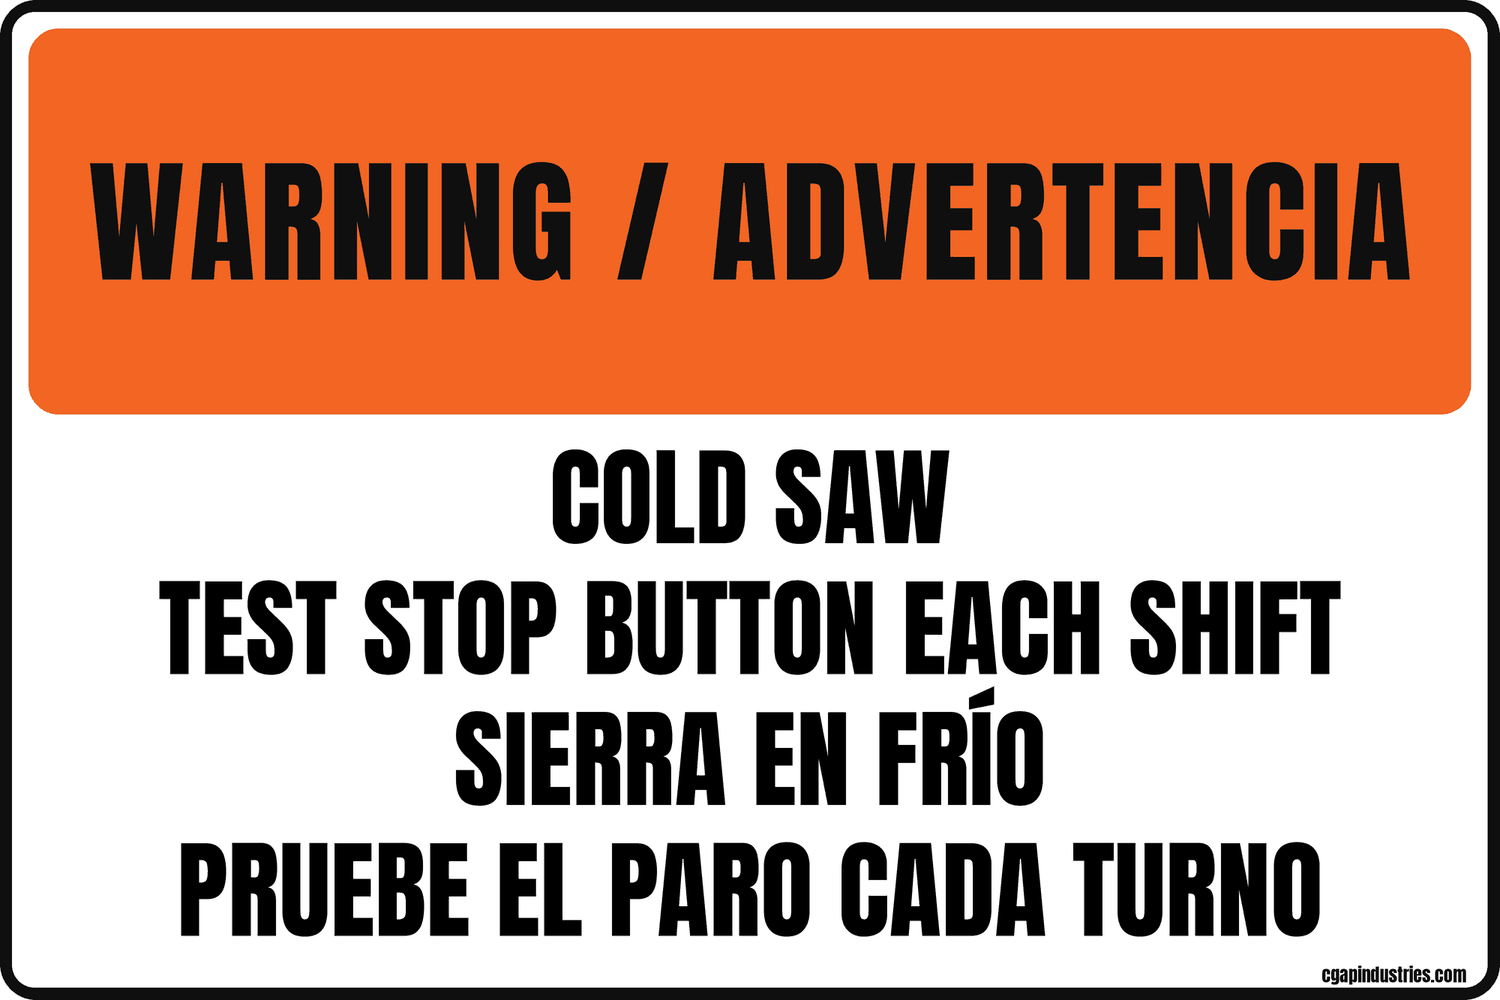 WARNING / ADVERTENCIA
COLD SAW
TEST STOP BUTTON EACH SHIFT
SIERRA EN FRÍO
PRUEBE EL PARO CADA TURNO
cgapindustries.com